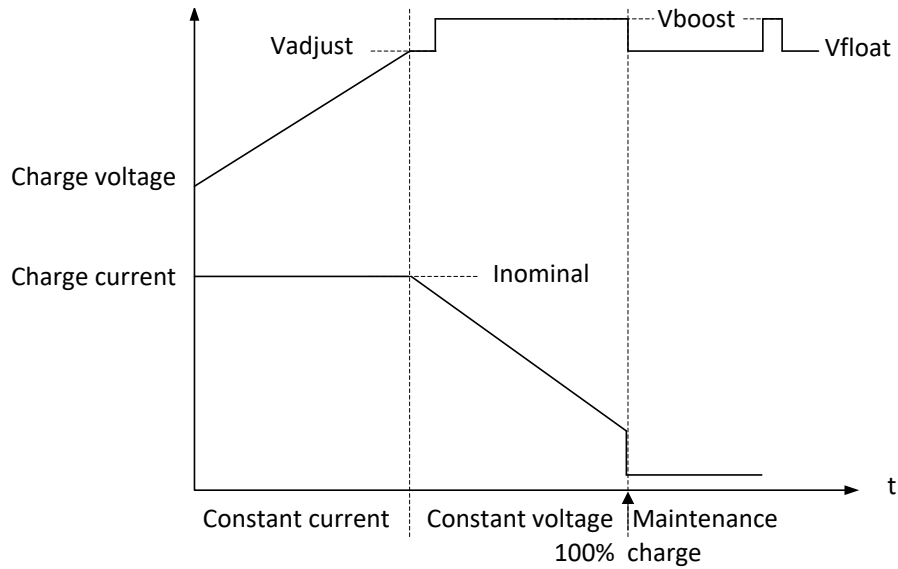 Vboost
Vadjust
Vfloat
Charge voltage
Charge current
Inominal
t
Constant current
Constant voltage
Maintenance
100% charge